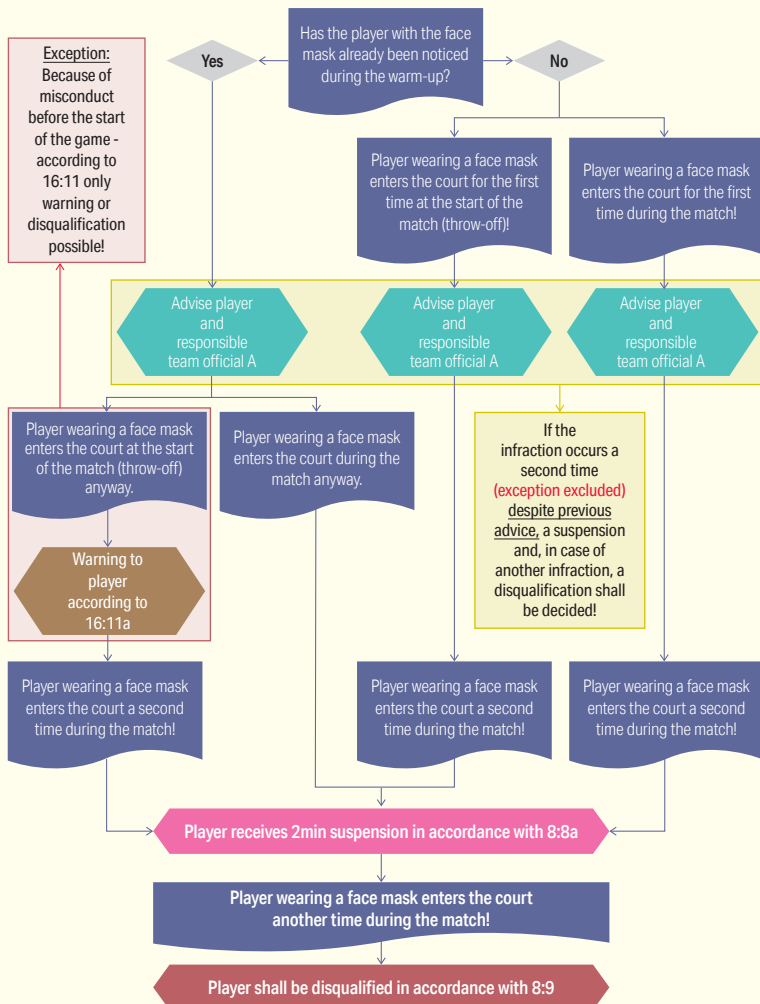 Exception:
Because of
misconduct
before the start
of the game -
according to
16:11 only
warning or
disqualification
possible!
Has the player with the face
mask already been noticed
during the warm-up?
Yes
No
Player wearing a face mask
enters the court for the first
time at the start of the
match (throw-off)!
Player wearing a face mask
enters the court for the first
time during the match!
Advise player
and
responsible
team official A
Advise player
and
responsible
team official A
Advise player
and
responsible
team official A
Player wearing a face mask
enters the court at the start
of the match (throw-off)
anyway.
Player wearing a face mask
enters the court during the
match anyway.
If the
infraction occurs a
second time
(exception excluded)
despite previous
advice, a suspension
and, in case of
another infraction, a
disqualification shall
be decided!
Warning to
player
according to
16:11a
Player wearing a face mask
enters the court a second
time during the match!
Player wearing a face mask
enters the court a second
time during the match!
Player wearing a face mask
enters the court a second
time during the match!
Player receives 2min suspension in accordance with 8:8a
Player wearing a face mask enters the court
another time during the match!
Player shall be disqualified in accordance with 8:9